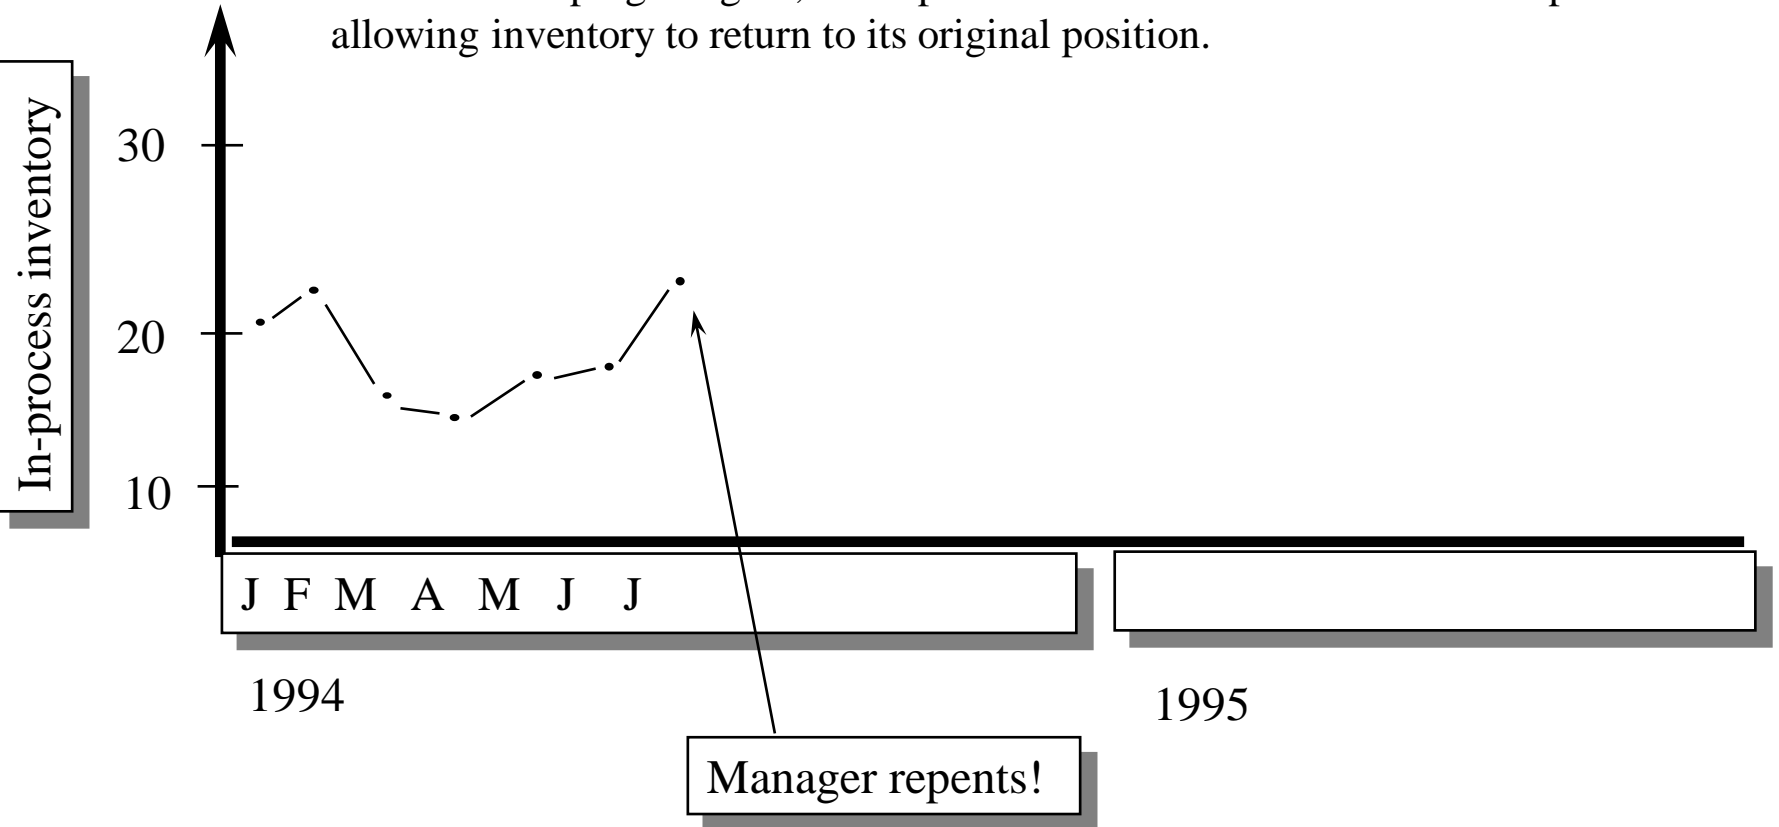 allowing inventory to return to its original position.
In-process inventory
30
20
10
J F M A M J J
1994
1995
Manager repents!